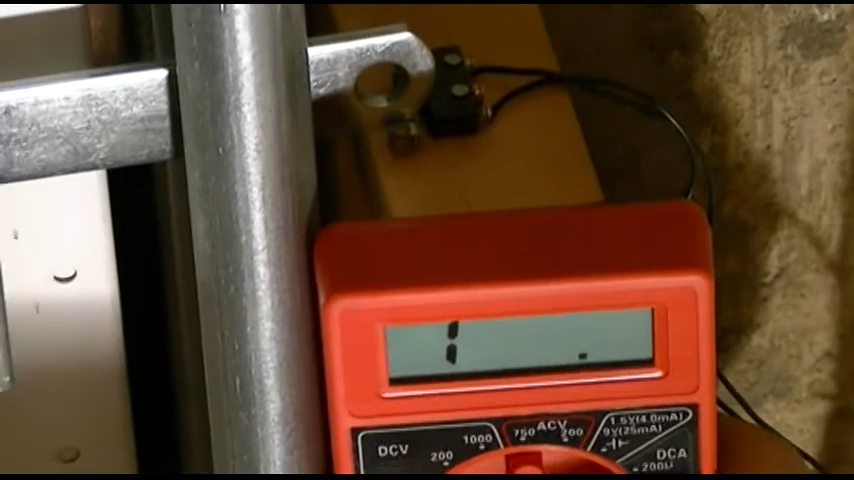 1 .
750 ACV 200
1.5V(4.0mA)
9V(25mA)
DCV 200 1000
DCA
200µ